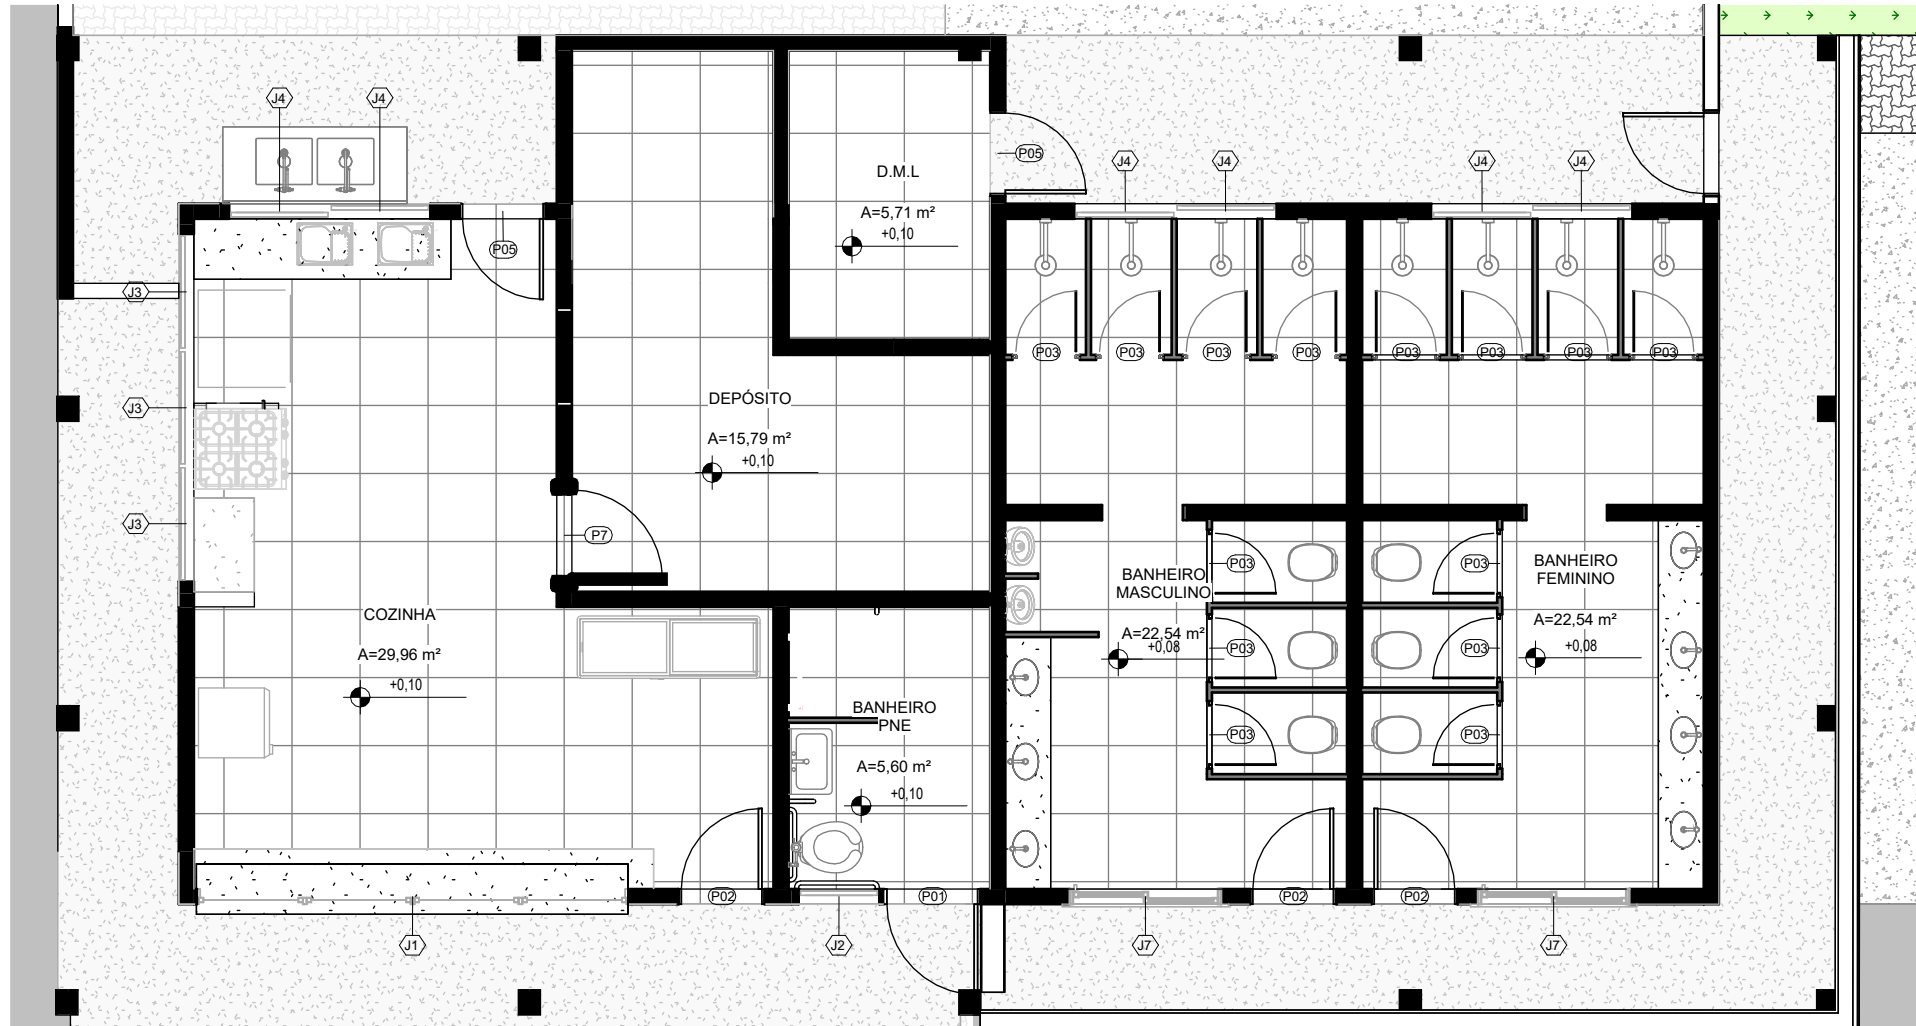 J4
J4
D.M.L
A=5,71 m²
+0,10
P05
J4
J4
J4
J4
P05
J3
P03
P03
P03
P03
P03
P03
P03
P03
J3
DEPÓSITO
A=15,79 m²
+0,10
J3
P7
BANHEIRO
MASCULINO
A=22,54 m²
+0,08
P03
P03
P03
P03
P03
P03
BANHEIRO
FEMININO
A=22,54 m²
+0,08
COZINHA
A=29,96 m²
+0,10
BANHEIRO
PNE
A=5,60 m²
+0,10
P02
P01
P02
P02
J1
J2
J7
J7